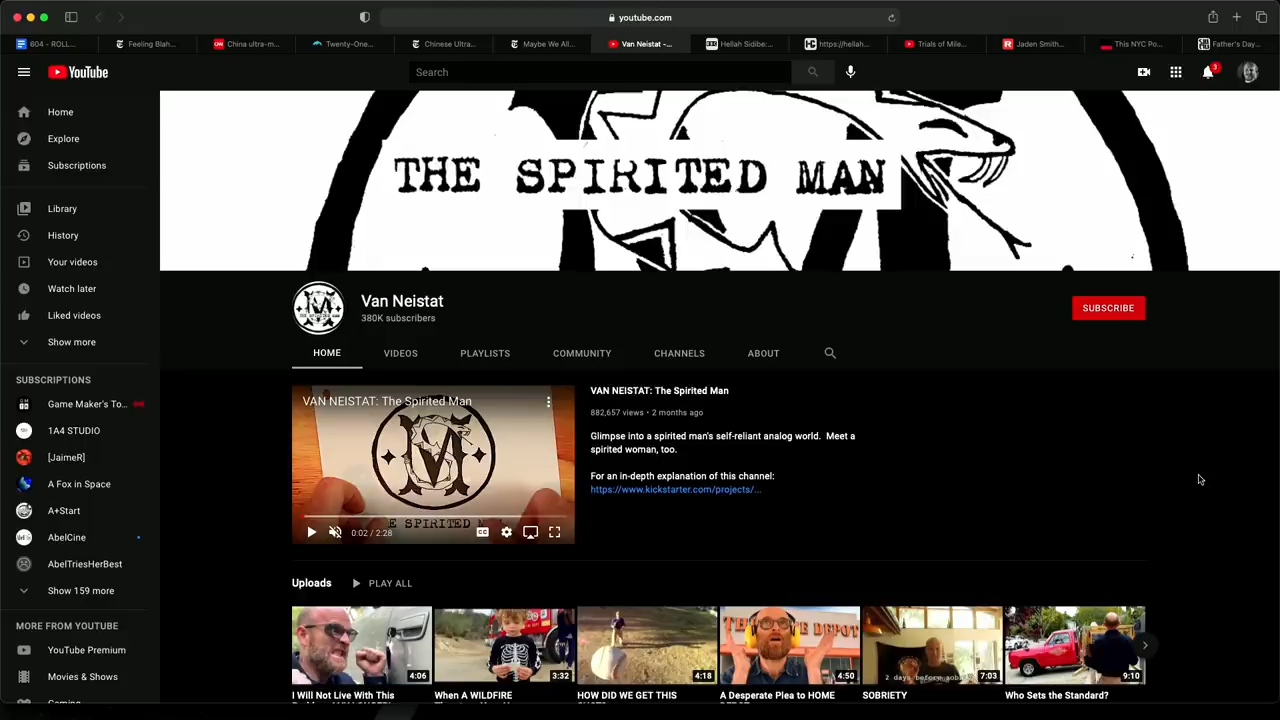 youtube.com
604 - ROLL...
Feeling Blah...
China ultra-m...
Twenty-One...
Chinese Ultra...
Maybe We All...
Van Neistat -...
Hellah Sidibe:...
https://hellah...
Trials of Mile...
Jaden Smith...
This NYC Po...
Father's Day...
YouTube
Search
3
Home
Explore
Subscriptions
Library
History
Your videos
Watch later
Liked videos
Show more
SUBSCRIPTIONS
Game Maker's To...
1A4 STUDIO
[JaimeR]
A Fox in Space
A+Start
AbelCine
AbelTriesHerBest
Show 159 more
MORE FROM YOUTUBE
YouTube Premium
Movies & Shows
THE SPIRITED MAN
Van Neistat
380K subscribers
SUBSCRIBE
HOME
VIDEOS
PLAYLISTS
COMMUNITY
CHANNELS
ABOUT
VAN NEISTAT: The Spirited Man
0:02 / 2:28
VAN NEISTAT: The Spirited Man
882,657 views • 2 months ago
Glimpse into a spirited man's self-reliant analog world. Meet a
spirited woman, too.
For an in-depth explanation of this channel:
https://www.kickstarter.com/projects/...
Uploads
PLAY ALL
4:06
3:32
4:18
4:50
7:03
9:10
I Will Not Live With This
When A WILDFIRE
HOW DID WE GET THIS
A Desperate Plea to HOME
SOBRIETY
Who Sets the Standard?